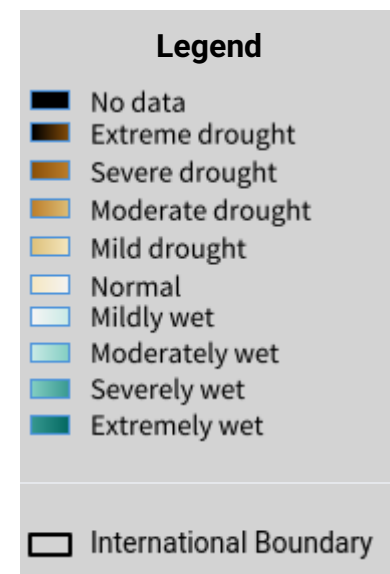 Legend
No data
Extreme drought
Severe drought
Moderate drought
Mild drought
Normal
Mildly wet
Moderately wet
Severely wet
Extremely wet
International Boundary